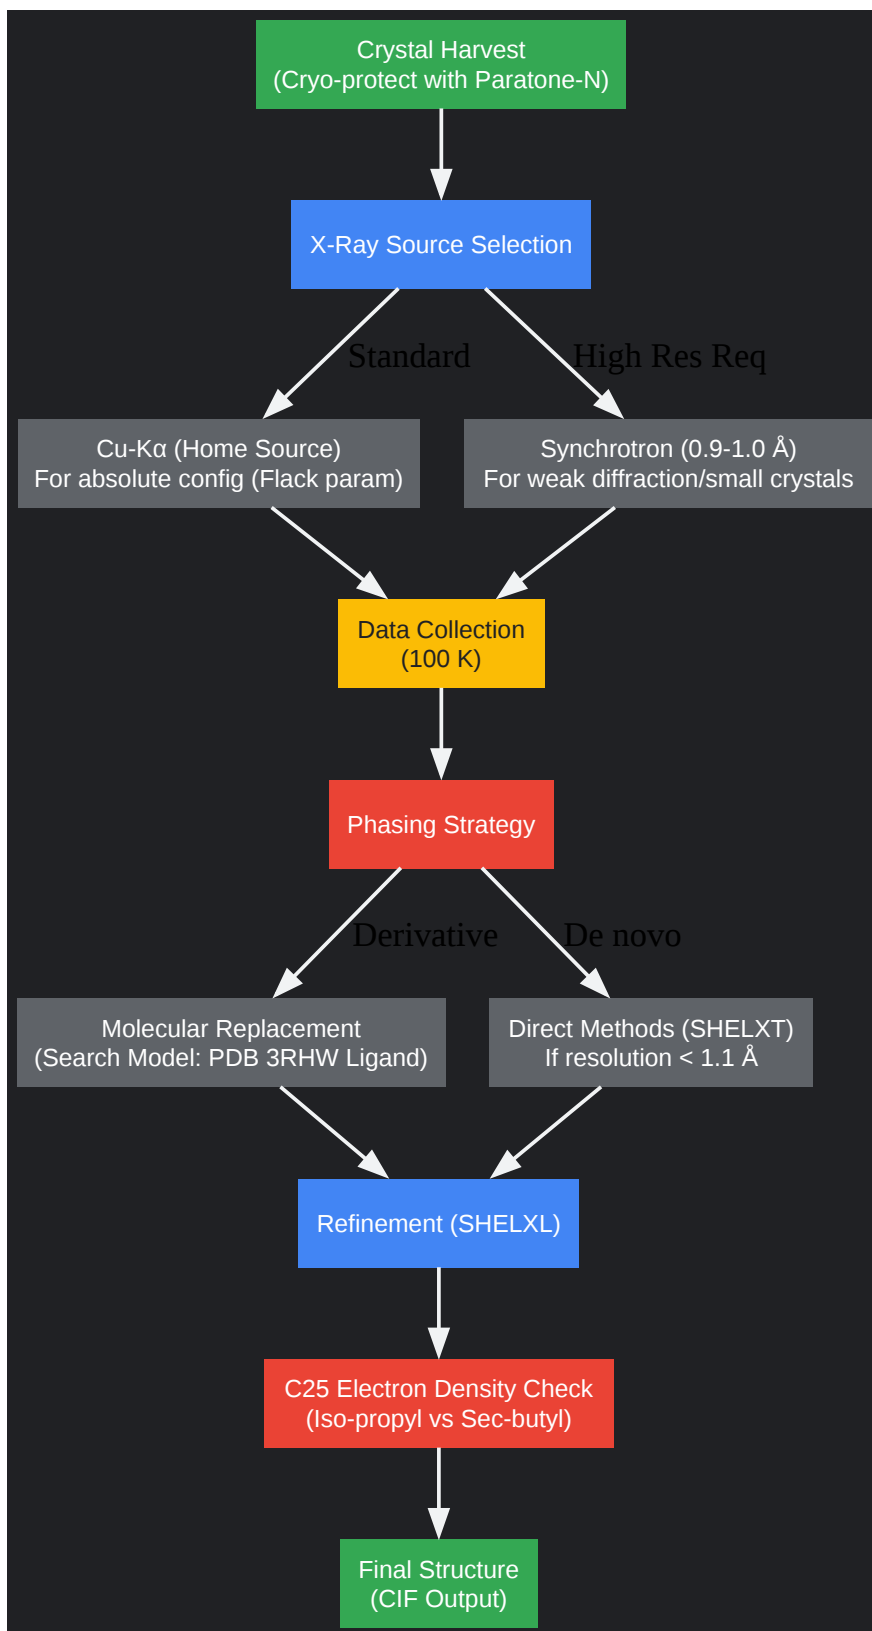 Crystal Harvest
(Cryo-protect with Paratone-N)
X-Ray Source Selection
Standard
High Res Req
Cu-Kα (Home Source)
For absolute config (Flack param)
Synchrotron (0.9-1.0 Å)
For weak diffraction/small crystals
Data Collection
(100 K)
Phasing Strategy
Derivative
De novo
Molecular Replacement
(Search Model: PDB 3RHW Ligand)
Direct Methods (SHELXT)
If resolution < 1.1 Å
Refinement (SHELXL)
C25 Electron Density Check
(Iso-propyl vs Sec-butyl)
Final Structure
(CIF Output)